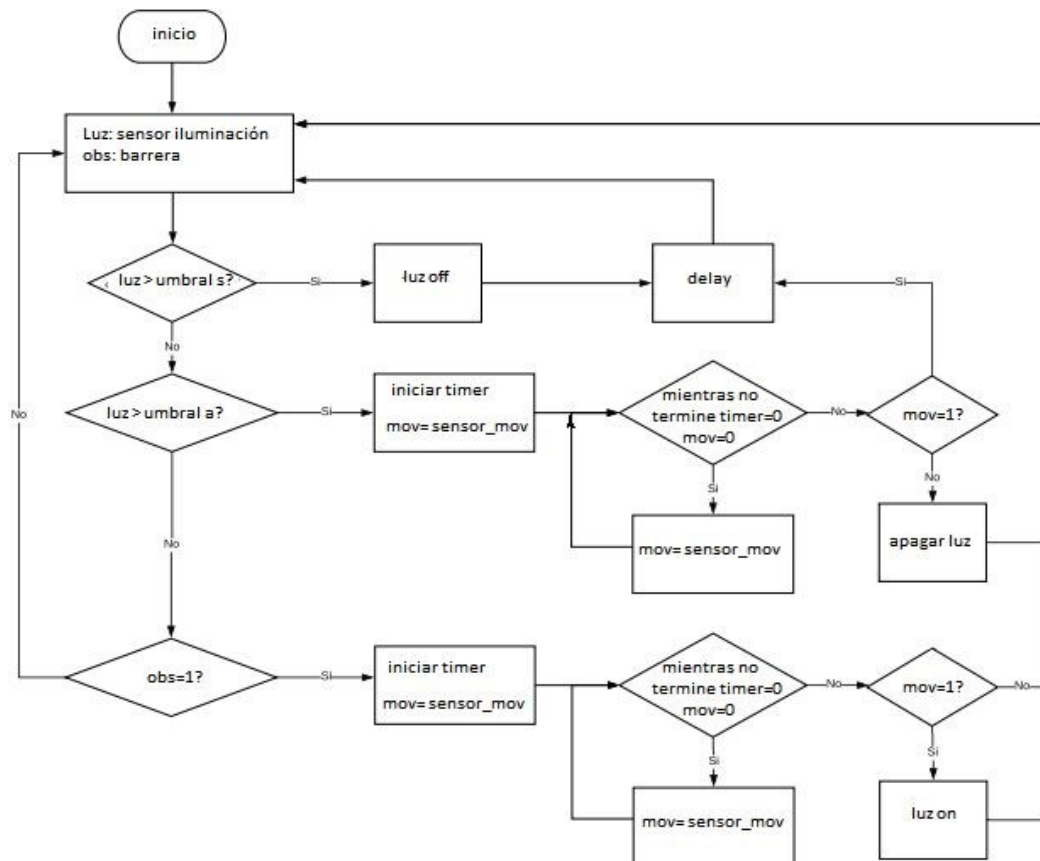 inicio
Luz: sensor iluminación
obs: barrera
luz > umbral s?
Si
luz off
delay
Si
No
luz > umbral a?
Si
iniciar timer
mov= sensor_mov
mientras no
termine timer=0
mov=0
No
mov=1?
No
Si
No
mov= sensor_mov
apagar luz
No
obs=1?
Si
iniciar timer
mov= sensor_mov
mientras no
termine timer=0
mov=0
No
mov=1?
No
Si
Si
mov= sensor_mov
luz on